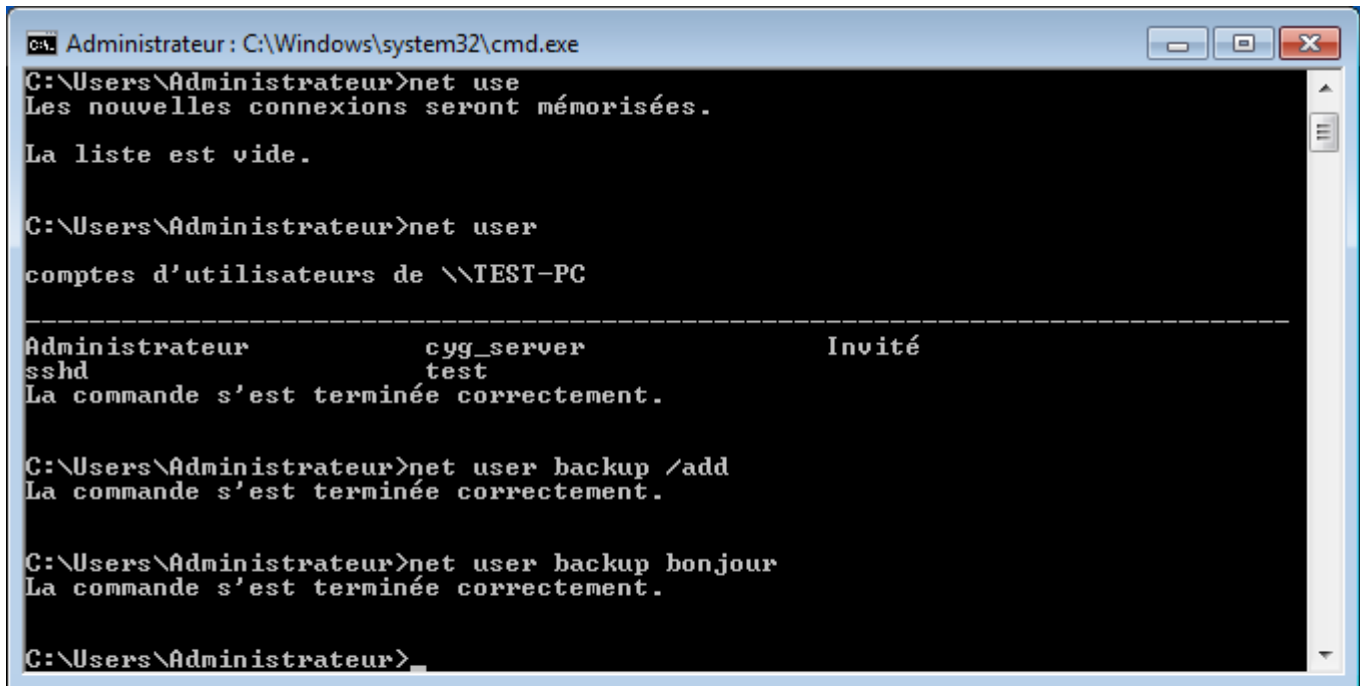 Administrateur : C:\Windows\system32\cmd.exe
C:\Users\Administrateur>net use
Les nouvelles connexions seront mémorisées.
La liste est vide.
C:\Users\Administrateur>net user
comptes d'utilisateurs de \\TEST-PC
-------------------------------------------------------------------------------
Administrateur           cyg_server               Invité
sshd                     test
La commande s'est terminée correctement.
C:\Users\Administrateur>net user backup /add
La commande s'est terminée correctement.
C:\Users\Administrateur>net user backup bonjour
La commande s'est terminée correctement.
C:\Users\Administrateur>_